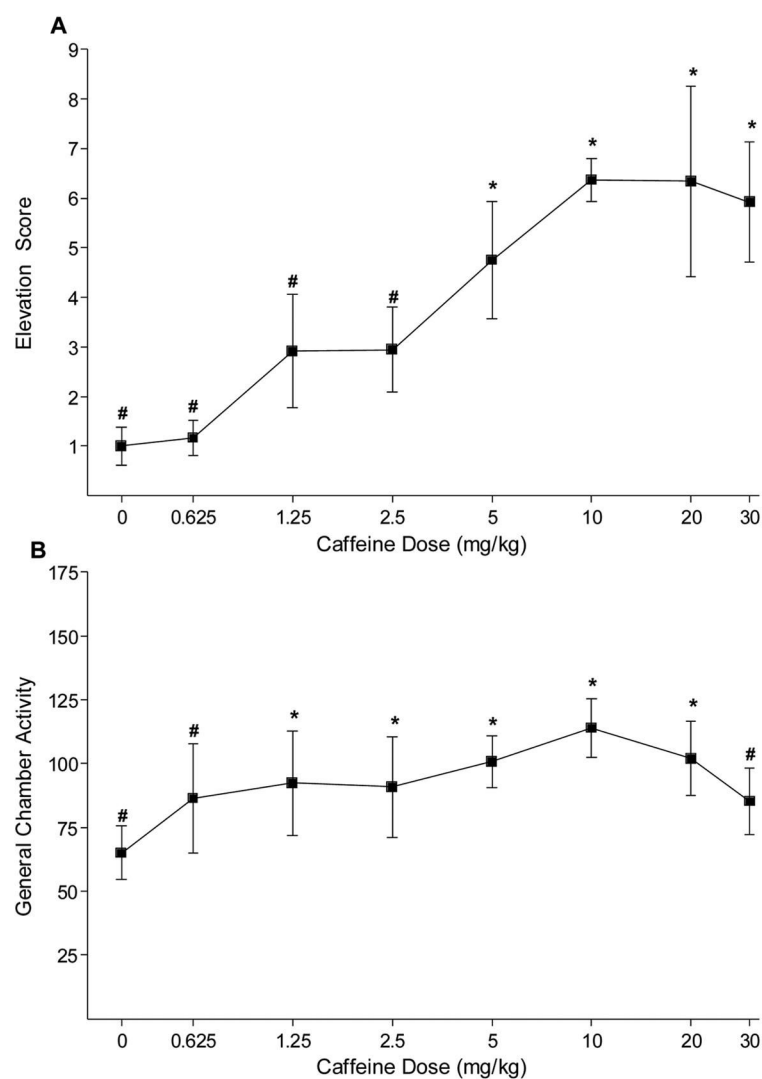 A
9
8
7
6
5
4
3
2
1
Elevation Score
# # # # * * * *
0 0.625 1.25 2.5 5 10 20 30
Caffeine Dose (mg/kg)
B
175
150
125
100
75
50
25
General Chamber Activity
# # * * * * * #
0 0.625 1.25 2.5 5 10 20 30
Caffeine Dose (mg/kg)